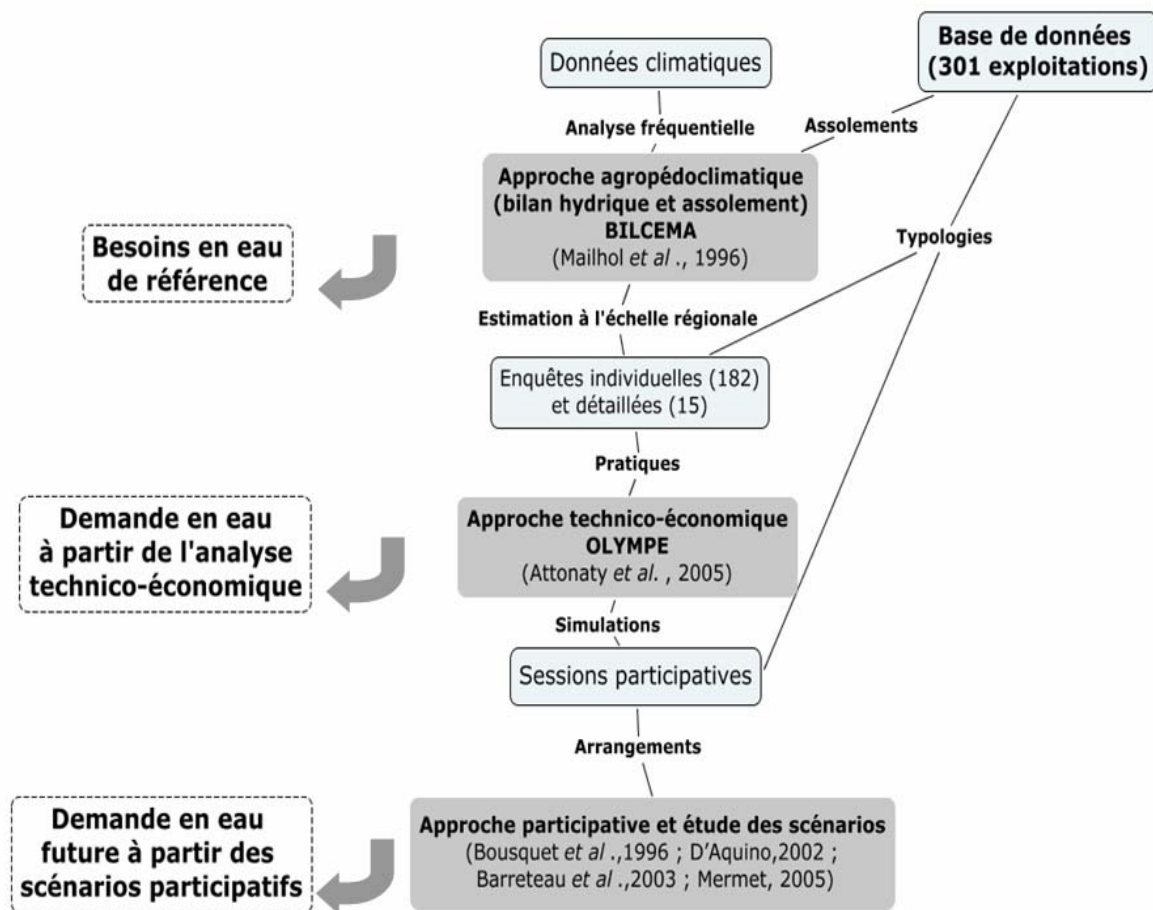 Base de données
(301 exploitations)
Données climatiques
Analyse fréquentielle
Assolements
Approche agropédoclimatique
(bilan hydrique et assolement)
BILCEMA
(Mailhol et al ., 1996)
Besoins en eau
de référence
Typologies
Estimation à l'échelle régionale
Enquêtes individuelles (182)
et détaillées (15)
Pratiques
Approche technico-économique
OLYMPE
(Attonaty et al. , 2005)
Demande en eau
à partir de l'analyse
technico-économique
Simulations
Sessions participatives
Arrangements
Approche participative et étude des scénarios
(Bousquet et al .,1996 ; D'Aquino,2002 ;
Barreteau et al .,2003 ; Mermet, 2005)
Demande en eau
future à partir des
scénarios participatifs